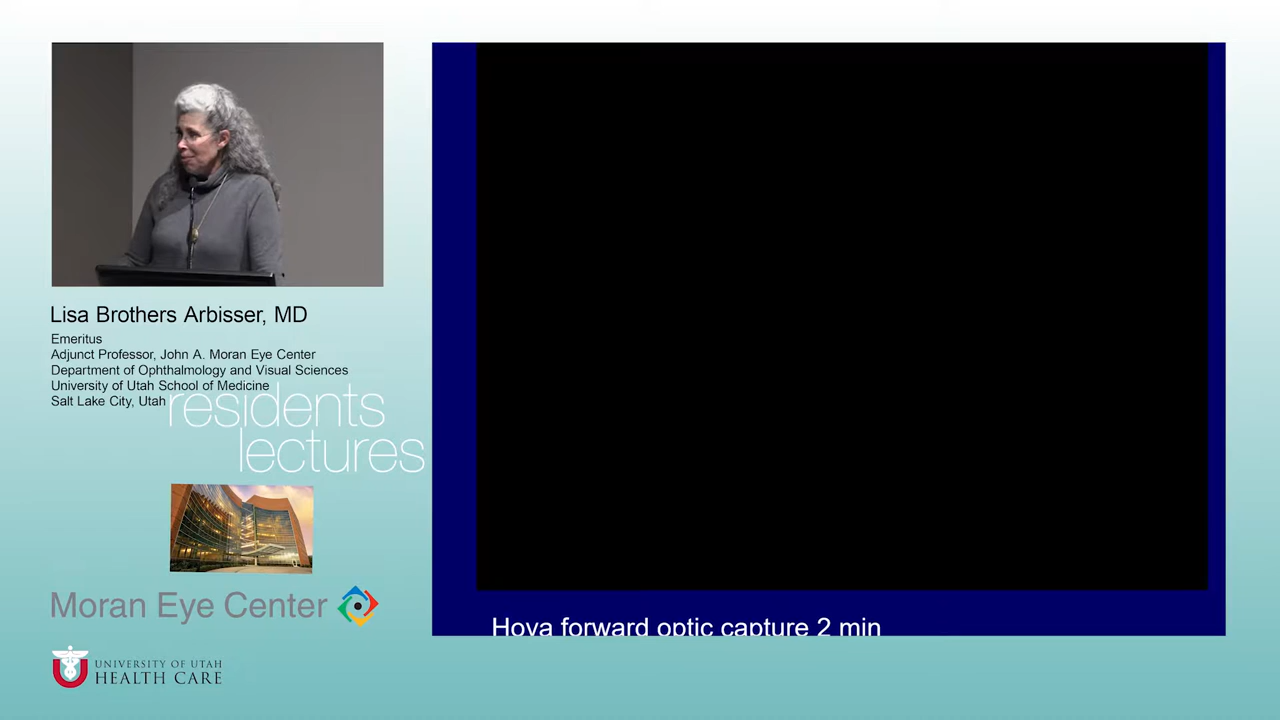 Lisa Brothers Arbisser, MD
Emeritus
Adjunct Professor, John A. Moran Eye Center
Department of Ophthalmology and Visual Sciences
University of Utah School of Medicine
Salt Lake City, Utah
residents
lectures
Moran Eye Center
UNIVERSITY OF UTAH
HEALTH CARE
Hoya forward optic capture 2 min